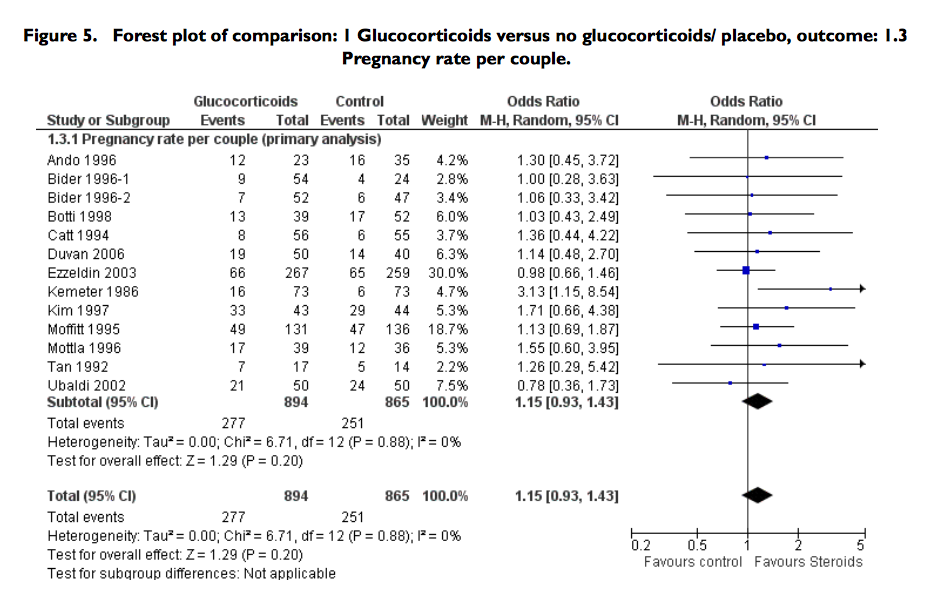 Figure 5. Forest plot of comparison: 1 Glucocorticoids versus no glucocorticoids/ placebo, outcome: 1.3
Pregnancy rate per couple.
Glucocorticoids Control Odds Ratio Odds Ratio
Study or Subgroup Events Total Events Total Weight M-H, Random, 95% CI M-H, Random, 95% CI
1.3.1 Pregnancy rate per couple (primary analysis)
Ando 1996 12 23 16 35 4.2% 1.30 [0.45, 3.72]
Bider 1996-1 9 54 4 24 2.8% 1.00 [0.28, 3.63]
Bider 1996-2 7 52 6 47 3.4% 1.06 [0.33, 3.42]
Botti 1998 13 39 17 52 6.0% 1.03 [0.43, 2.49]
Catt 1994 8 56 6 55 3.7% 1.36 [0.44, 4.22]
Duvan 2006 19 50 14 40 6.3% 1.14 [0.48, 2.70]
Ezzeldin 2003 66 267 65 259 30.0% 0.98 [0.66, 1.46]
Kemeter 1986 16 73 6 73 4.7% 3.13 [1.15, 8.54]
Kim 1997 33 43 29 44 5.3% 1.71 [0.66, 4.38]
Moffitt 1995 49 131 47 136 18.7% 1.13 [0.69, 1.87]
Mottla 1996 17 39 12 36 5.3% 1.55 [0.60, 3.95]
Tan 1992 7 17 5 14 2.2% 1.26 [0.29, 5.42]
Ubaldi 2002 21 50 24 50 7.5% 0.78 [0.36, 1.73]
Subtotal (95% CI) 894 865 100.0% 1.15 [0.93, 1.43]
Total events 277 251
Heterogeneity: Tau² = 0.00; Chi² = 6.71, df = 12 (P = 0.88); I² = 0%
Test for overall effect: Z = 1.29 (P = 0.20)
Total (95% CI) 894 865 100.0% 1.15 [0.93, 1.43]
Total events 277 251
Heterogeneity: Tau² = 0.00; Chi² = 6.71, df = 12 (P = 0.88); I² = 0%
Test for overall effect: Z = 1.29 (P = 0.20)
Test for subgroup differences: Not applicable
0.2 0.5 1 2 5
Favours control Favours Steroids